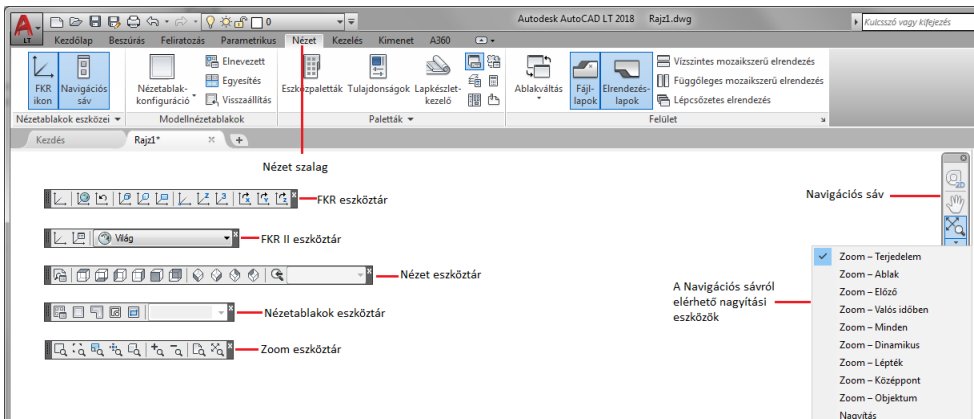 Autodesk AutoCAD LT 2018 Rajz1.dwg
Kulcsszó vagy kifejezés
0
LT
Kezdőlap Beszúrás Feliratozás Parametrikus Nézet Kezelés Kimenet A360
FKR ikon
Navigációs sáv
Nézetablak-konfiguráció
Elnevezett
Egyesítés
Visszaállítás
Eszközpaletták
Tulajdonságok
Lapkészlet-kezelő
Ablakváltás
Fájl-lapok
Elrendezés-lapok
Vízszintes mozaikszerű elrendezés
Függőleges mozaikszerű elrendezés
Lépcsőzetes elrendezés
Nézetablakok eszközei
Modellnézetablakok
Paletták
Felület
Kezdés
Rajz1*
Nézet szalag
FKR eszköztár
Világ
FKR II eszköztár
Nézet eszköztár
Nézetablakok eszköztár
Zoom eszköztár
Navigációs sáv
2D
A Navigációs sávról
elérhető nagyítási
eszközök
Zoom – Terjedelem
Zoom – Ablak
Zoom – Előző
Zoom – Valós időben
Zoom – Minden
Zoom – Dinamikus
Zoom – Lépték
Zoom – Középpont
Zoom – Objektum
Nagyítás